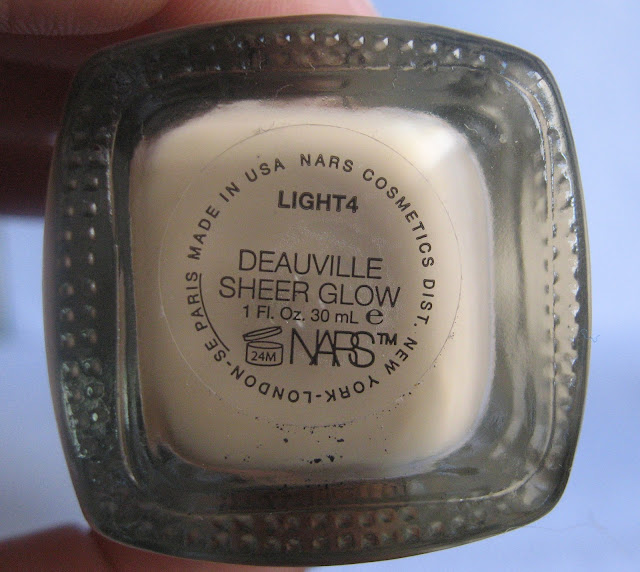 MADE IN USA NARS COSMETICS DIST. NEW YORK-LONDON-SE PARIS
LIGHT4
DEAUVILLE
SHEER GLOW
1 Fl. Oz. 30 mL e
24M NARS™